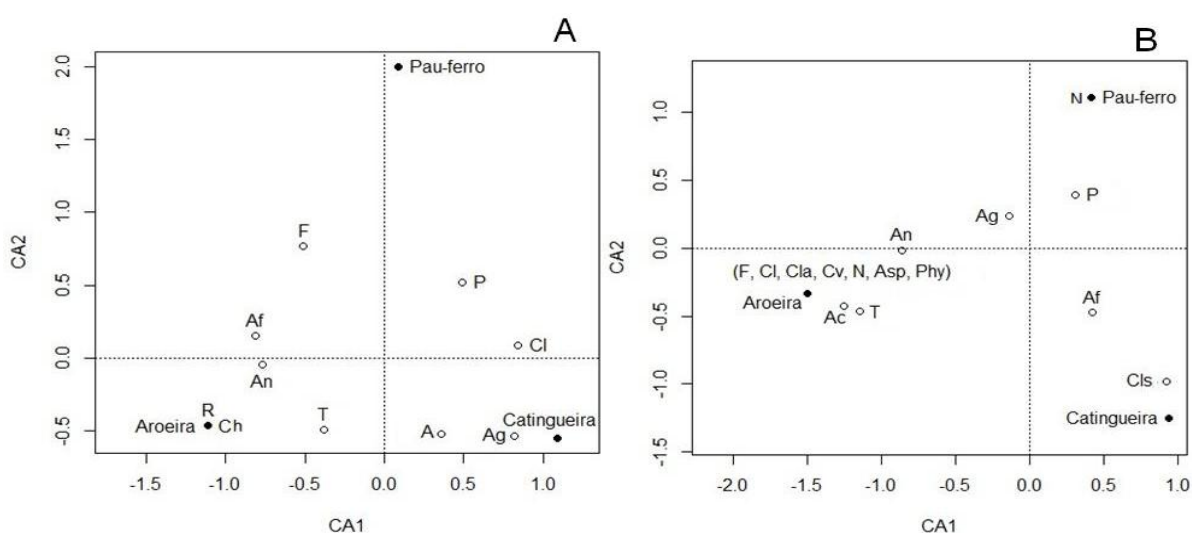 A
2.0
1.5
1.0
0.5
0.0
-0.5
CA2
Pau-ferro
F
P
Af
Cl
An
R
Aroeira Ch
T
A
Ag
Catingueira
-1.5 -1.0 -0.5 0.0 0.5 1.0
CA1
B
1.0
0.5
0.0
-0.5
-1.0
-1.5
CA2
N Pau-ferro
P
Ag
An
(F, Cl, Cla, Cv, N, Asp, Phy)
Aroeira
Ac
T
Af
Cls
Catingueira
-2.0 -1.5 -1.0 -0.5 0.0 0.5 1.0
CA1